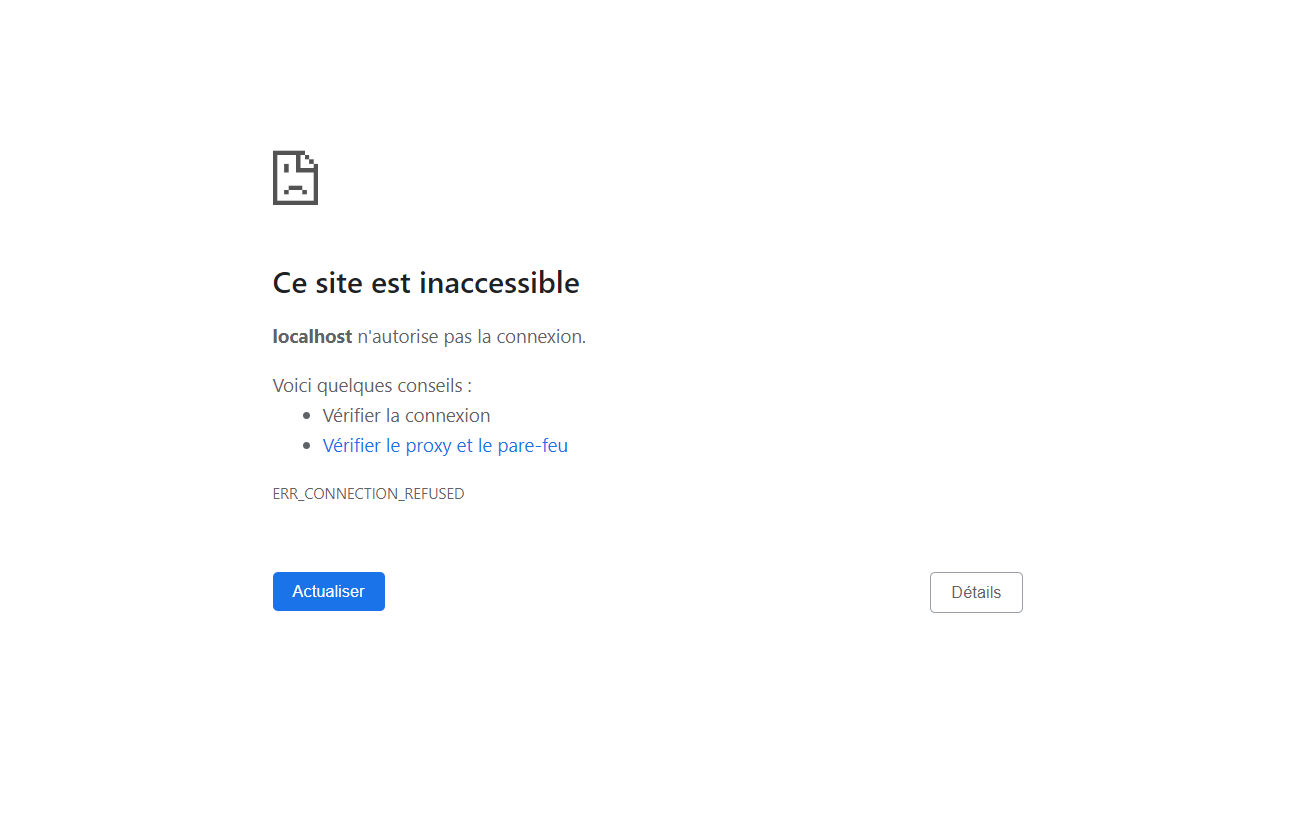 Ce site est inaccessible
localhost n'autorise pas la connexion.
Voici quelques conseils :
Vérifier la connexion
Vérifier le proxy et le pare-feu
ERR_CONNECTION_REFUSED
Actualiser
Détails